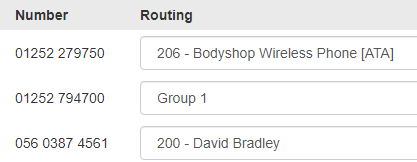 Number Routing
01252 279750 206 - Bodyshop Wireless Phone [ATA]
01252 794700 Group 1
056 0387 4561 200 - David Bradley